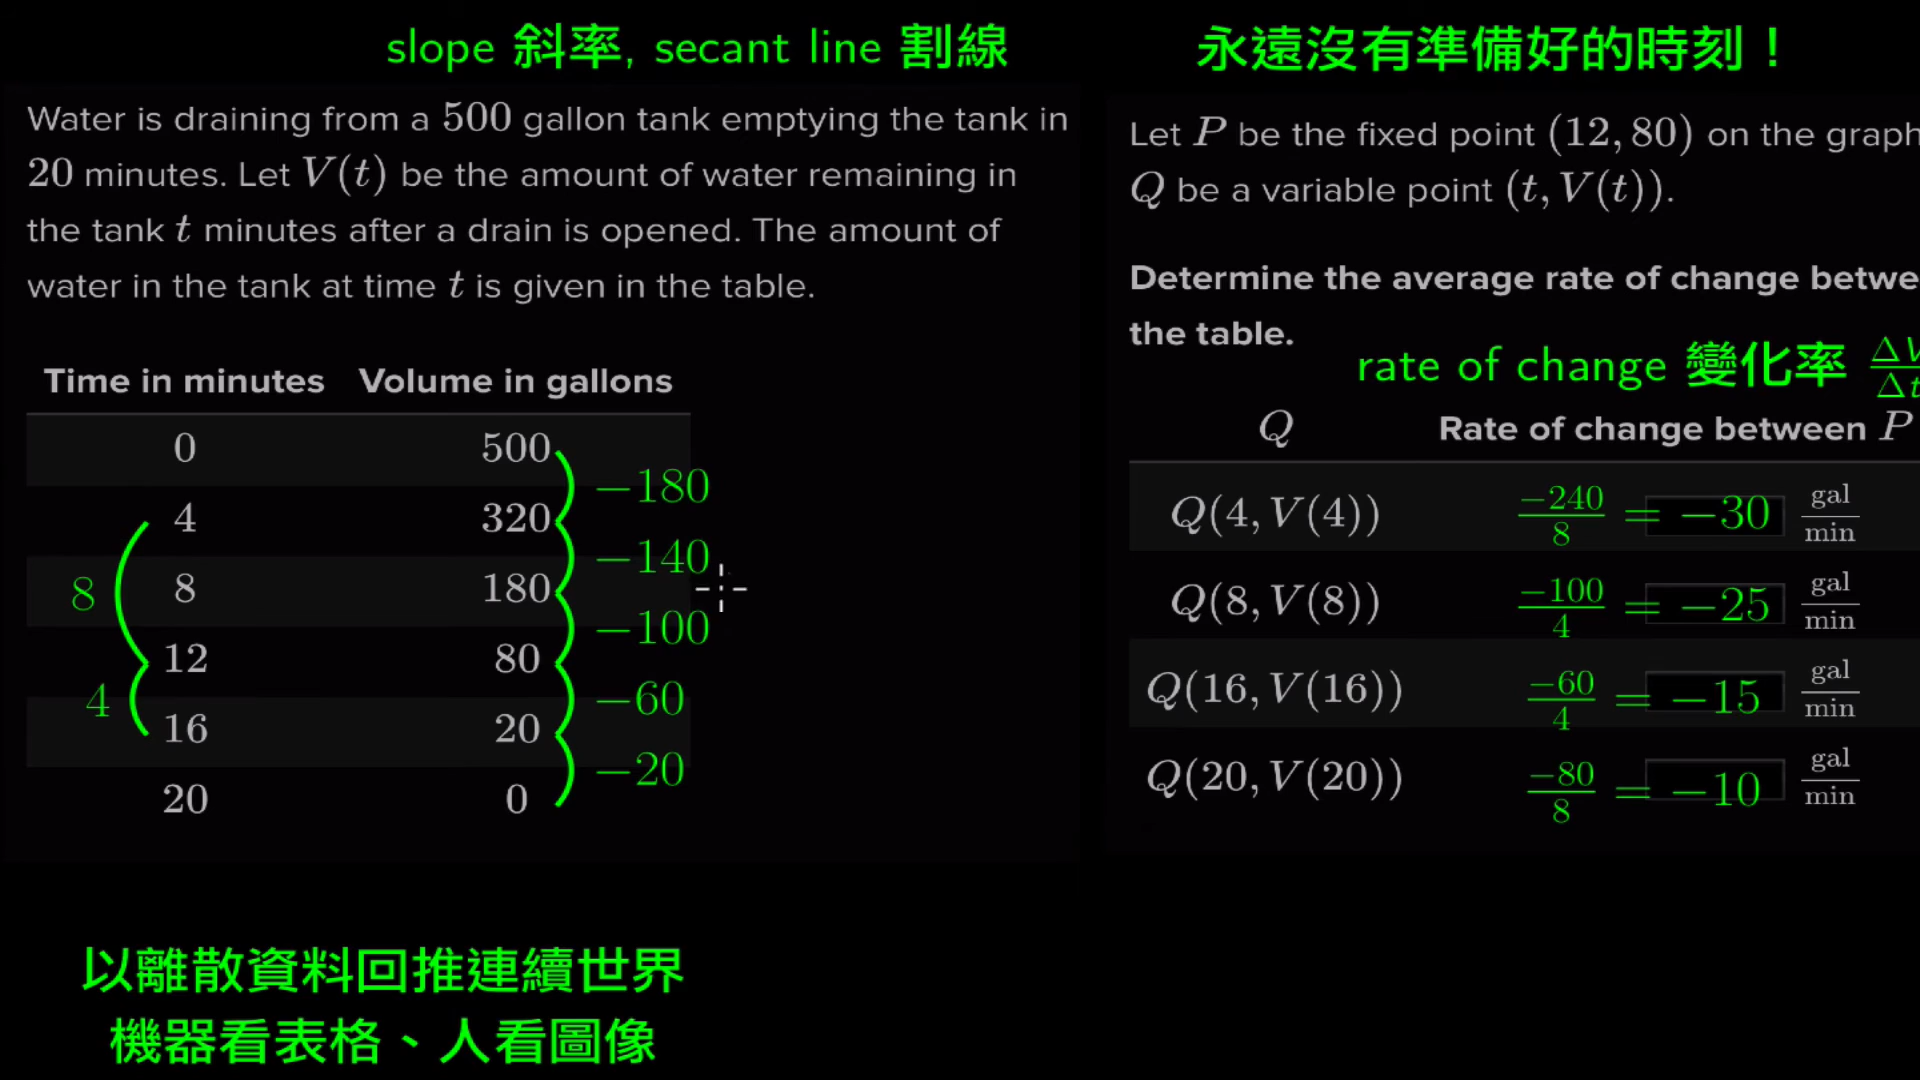 slope 斜率, secant line 割線
Water is draining from a 500 gallon tank emptying the tank in
20 minutes. Let V(t) be the amount of water remaining in
the tank t minutes after a drain is opened. The amount of
water in the tank at time t is given in the table.
Time in minutes Volume in gallons
0 500
-180
4 320
-140
8 8 180
-100
12 80
4 -60
16 20
-20
20 0
以離散資料回推連續世界
機器看表格、人看圖像
永遠沒有準備好的時刻！
Let P be the fixed point (12, 80) on the graph
Q be a variable point (t, V(t)).
Determine the average rate of change betwe
the table.
rate of change 變化率 ΔV/Δt
Q Rate of change between P
Q(4, V(4)) -240/8 = -30 gal/min
Q(8, V(8)) -100/4 = -25 gal/min
Q(16, V(16)) -60/4 = -15 gal/min
Q(20, V(20)) -80/8 = -10 gal/min